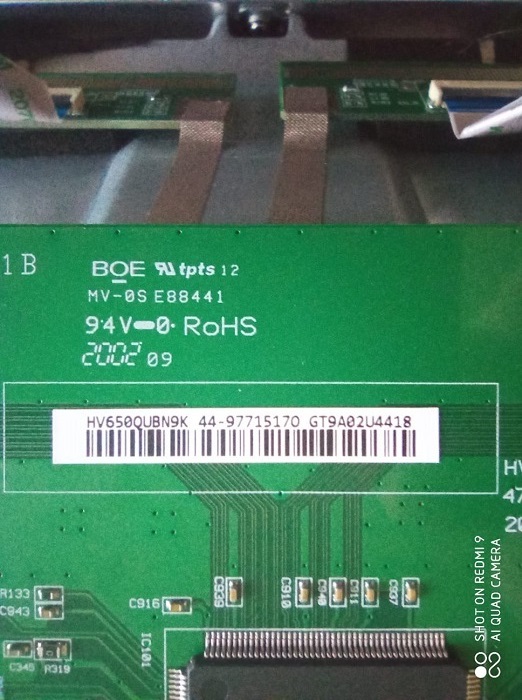 1B
BOE tpts 12
MV-0S E88441
94V-0 RoHS
2002 09
HV650QUBN9K 44-97715170 GT9A02U4418
HV
47
20
R133
C943
C916
C939
C910
C940
C911
C937
C345
R319
IC101
SHOT ON REDMI 9
AI QUAD CAMERA